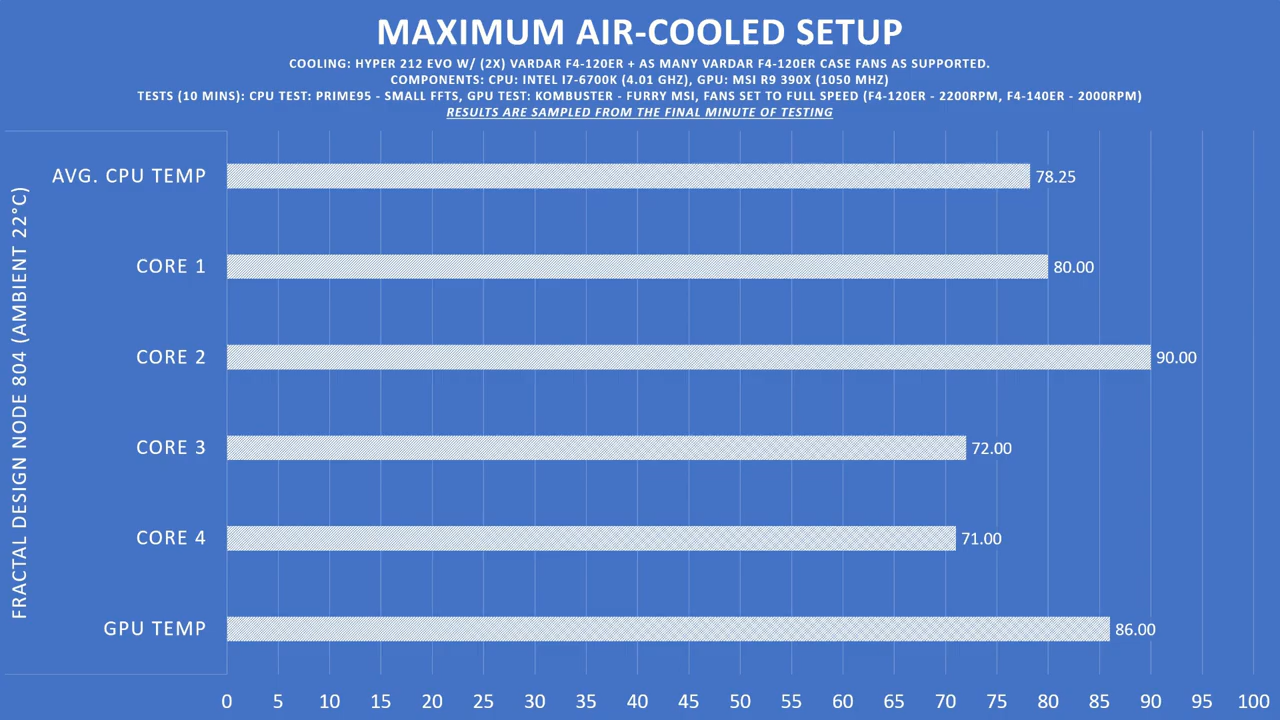 MAXIMUM AIR-COOLED SETUP
COOLING: HYPER 212 EVO W/ (2X) VARDAR F4-120ER + AS MANY VARDAR F4-120ER CASE FANS AS SUPPORTED.
COMPONENTS: CPU: INTEL I7-6700K (4.01 GHZ), GPU: MSI R9 390X (1050 MHZ)
TESTS (10 MINS): CPU TEST: PRIME95 - SMALL FFTS, GPU TEST: KOMBUSTER - FURRY MSI, FANS SET TO FULL SPEED (F4-120ER - 2200RPM, F4-140ER - 2000RPM)
RESULTS ARE SAMPLED FROM THE FINAL MINUTE OF TESTING
FRACTAL DESIGN NODE 804 (AMBIENT 22°C)
AVG. CPU TEMP 78.25
CORE 1 80.00
CORE 2 90.00
CORE 3 72.00
CORE 4 71.00
GPU TEMP 86.00
0 5 10 15 20 25 30 35 40 45 50 55 60 65 70 75 80 85 90 95 100